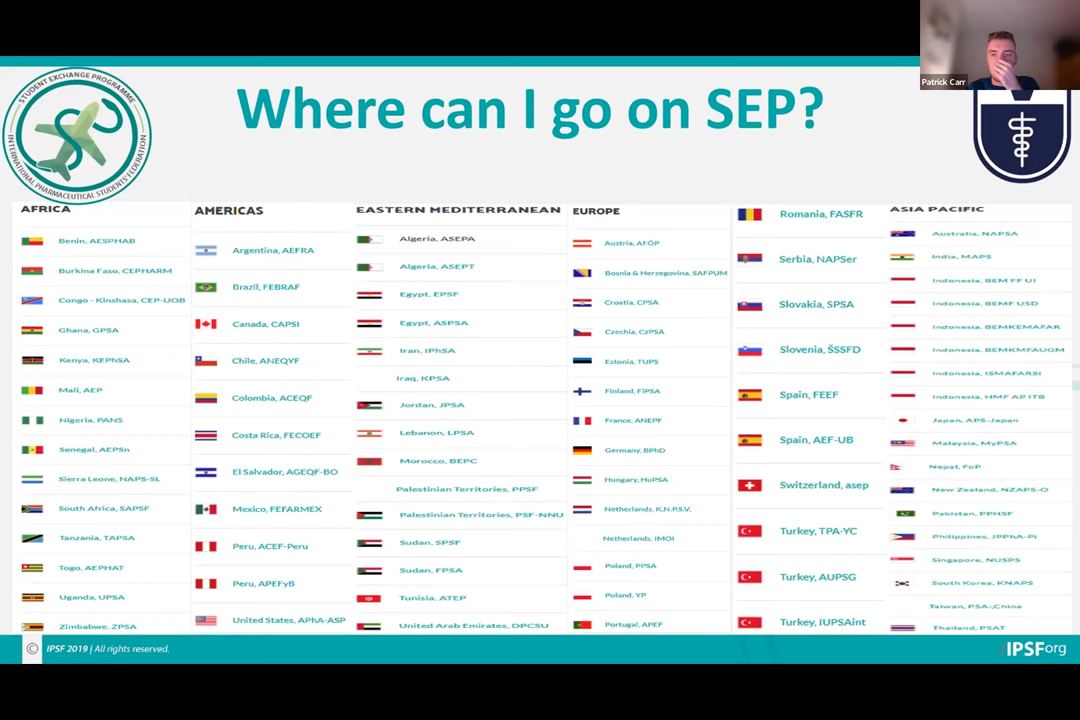 Patrick Carr
STUDENT EXCHANGE PROGRAMME
INTERNATIONAL PHARMACEUTICAL STUDENTS' FEDERATION
Where can I go on SEP?
AFRICA
Benin, AESPHAB
Burkina Faso, CEPHARM
Congo - Kinshasa, CEP-UOB
Ghana, GPSA
Kenya, KEPhSA
Mali, AEP
Nigeria, PANS
Senegal, AEPSn
Sierra Leone, NAPS-SL
South Africa, SAPSF
Tanzania, TAPSA
Togo, AEPHAT
Uganda, UPSA
Zimbabwe, ZPSA
AMERICAS
Argentina, AEFRA
Brazil, FEBRAF
Canada, CAPSI
Chile, ANEQYF
Colombia, ACEQF
Costa Rica, FECOEF
El Salvador, AGEQF-BO
Mexico, FEFARMEX
Peru, ACEF-Peru
Peru, APEFyB
United States, APhA-ASP
EASTERN MEDITERRANEAN
Algeria, ASEPA
Algeria, ASEPT
Egypt, EPSF
Egypt, ASPSA
Iran, IPhSA
Iraq, KPSA
Jordan, JPSA
Lebanon, LPSA
Morocco, BEPC
Palestinian Territories, PPSF
Palestinian Territories, PSF-NNU
Sudan, SPSF
Sudan, FPSA
Tunisia, ATEP
United Arab Emirates, DPCSU
EUROPE
Austria, AFÖP
Bosnia & Herzegovina, SAFPUM
Croatia, CPSA
Czechia, CzPSA
Estonia, TUPS
Finland, FiPSA
France, ANEPF
Germany, BPhD
Hungary, HuPSA
Netherlands, K.N.P.S.V.
Netherlands, IMOI
Poland, PPSA
Poland, YP
Portugal, APEF
Romania, FASFR
Serbia, NAPSer
Slovakia, SPSA
Slovenia, ŠSSFD
Spain, FEEF
Spain, AEF-UB
Switzerland, asep
Turkey, TPA-YC
Turkey, AUPSG
Turkey, IUPSAint
ASIA PACIFIC
Australia, NAPSA
India, MAPS
Indonesia, BEM FF UI
Indonesia, BEMF USD
Indonesia, BEMKEMAFAR
Indonesia, BEMKMFAUGM
Indonesia, ISMAFARSI
Indonesia, HMF AP ITB
Japan, APS-Japan
Malaysia, MyPSA
Nepal, FoP
New Zealand, NZAPS-O
Pakistan, PPHSF
Philippines, JPPhA-Pi
Singapore, NUSPS
South Korea, KNAPS
Taiwan, PSA-,China
Thailand, PSAT
© IPSF 2019 | All rights reserved.
/IPSForg